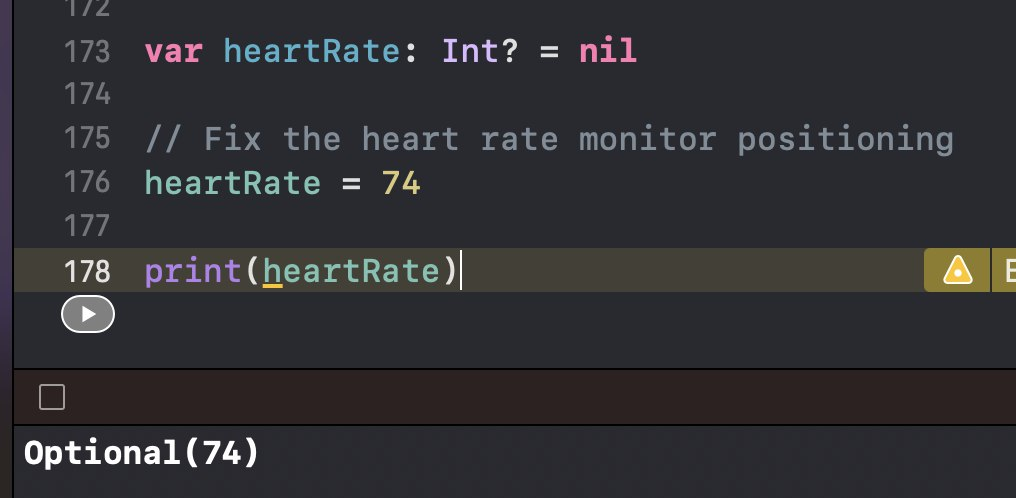 172
173 var heartRate: Int? = nil
174
175 // Fix the heart rate monitor positioning
176 heartRate = 74
177
178 print(heartRate)
Optional(74)